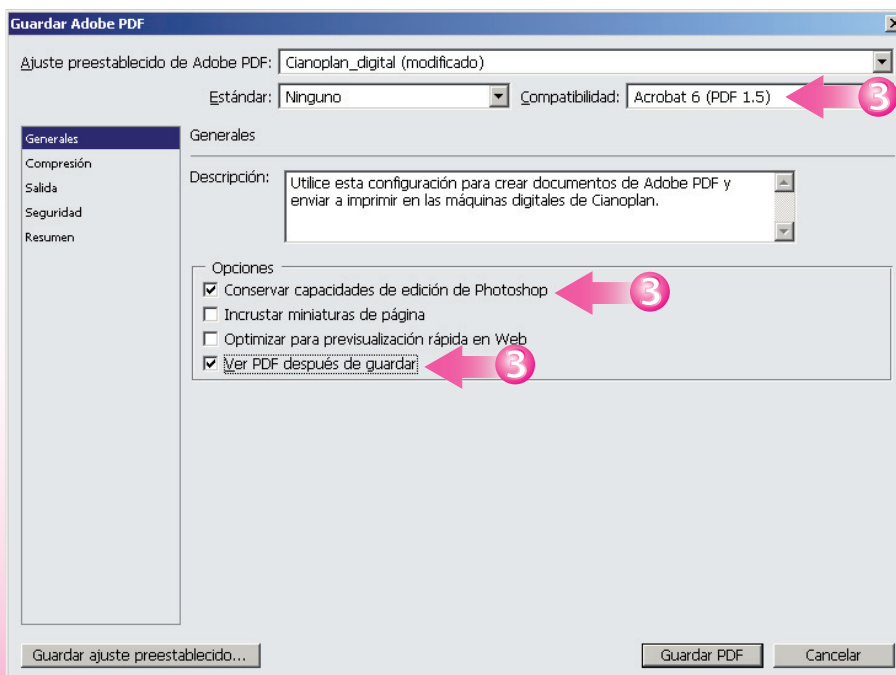 Guardar Adobe PDF
Ajuste preestablecido de Adobe PDF: Cianoplan_digital (modificado)
Estándar: Ninguno Compatibilidad: Acrobat 6 (PDF 1.5) 3
Generales
Compresión
Salida
Seguridad
Resumen
Generales
Descripción: Utilice esta configuración para crear documentos de Adobe PDF y
enviar a imprimir en las máquinas digitales de Cianoplan.
Opciones
Conservar capacidades de edición de Photoshop 3
Incrustar miniaturas de página
Optimizar para previsualización rápida en Web
Ver PDF después de guardar 3
Guardar ajuste preestablecido... Guardar PDF Cancelar